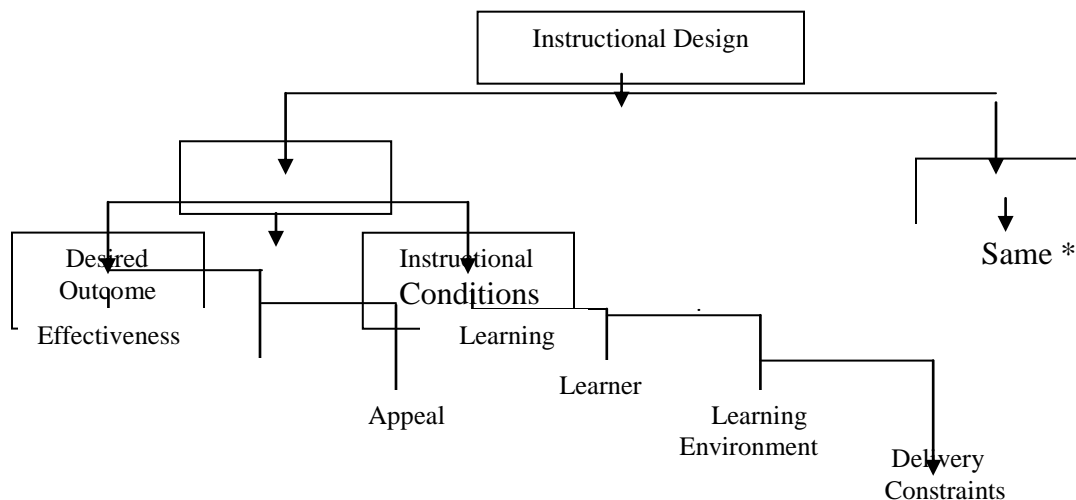 Instructional Design
Same *
Desired
Outcome
Instructional
Conditions
Effectiveness
Learning
Learner
Appeal
Learning
Environment
Delivery
Constraints